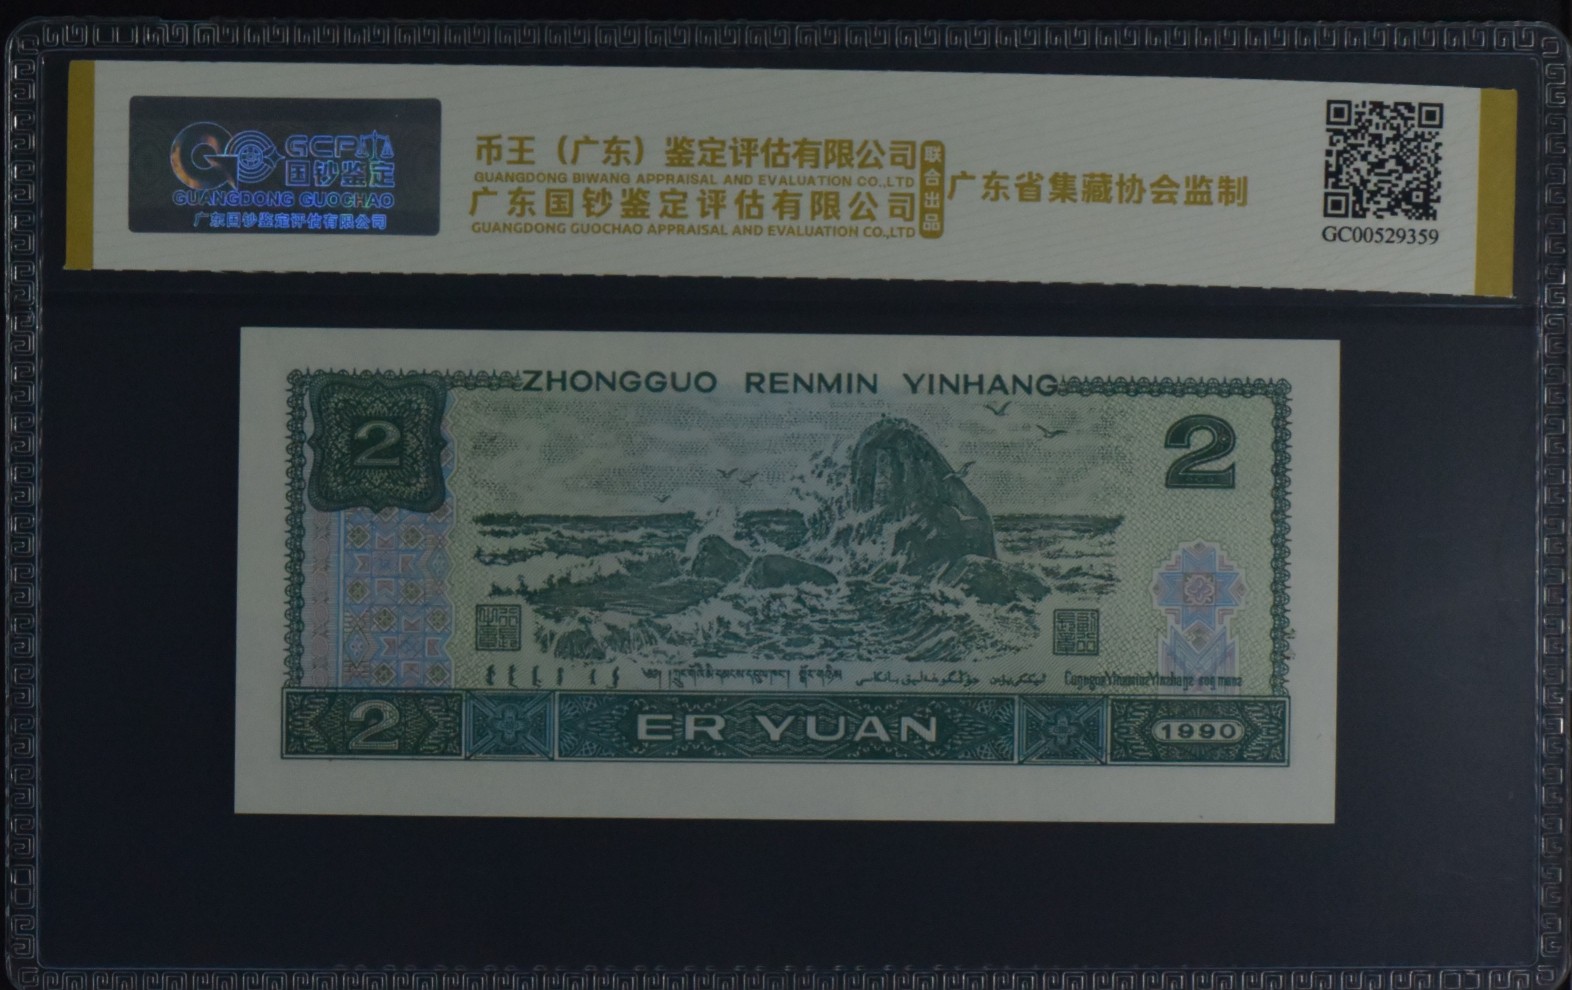 GCP
国钞鉴定
GUANGDONG GUOCHAO
广东国钞鉴定评估有限公司
币王（广东）鉴定评估有限公司
GUANGDONG BIWANG APPRAISAL AND EVALUATION CO.,LTD
广东国钞鉴定评估有限公司
GUANGDONG GUOCHAO APPRAISAL AND EVALUATION CO.,LTD
联合出品
广东省集藏协会监制
GC00529359
ZHONGGUO RENMIN YINHANG
2
2
2
ER YUAN
1990